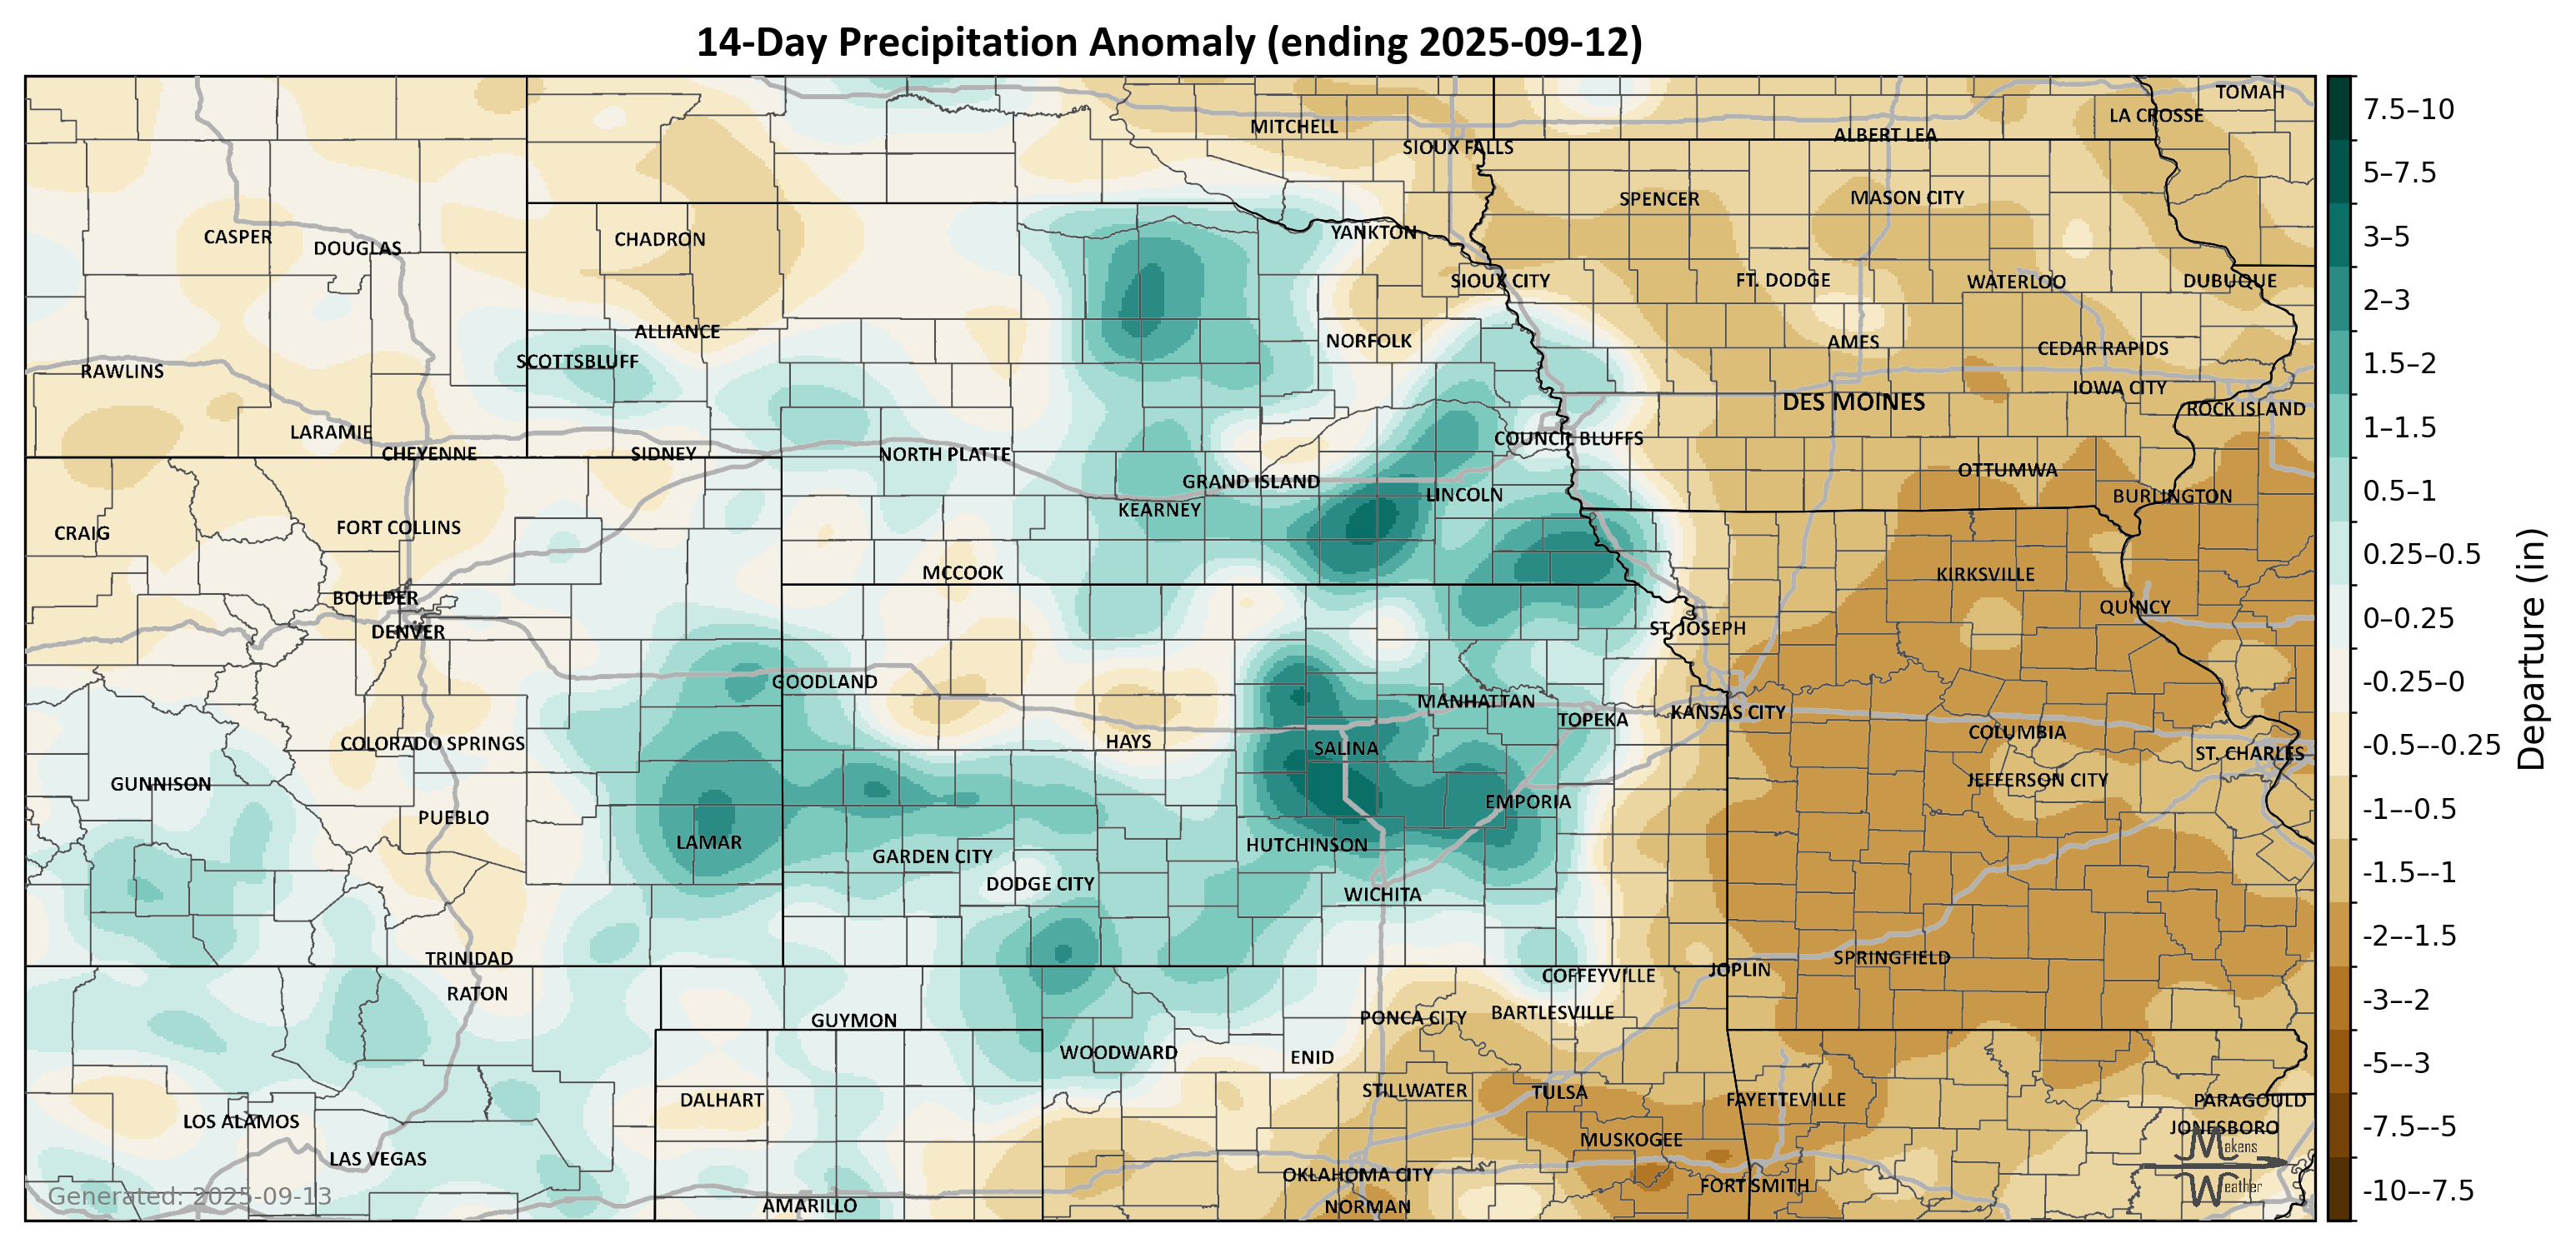 14-Day Precipitation Anomaly (ending 2025-09-12)
TOMAH
LA CROSSE
MITCHELL
ALBERT LEA
SIOUX FALLS
SPENCER
MASON CITY
CASPER
DOUGLAS
CHADRON
YANKTON
SIOUX CITY
FT. DODGE
WATERLOO
DUBUQUE
ALLIANCE
NORFOLK
AMES
CEDAR RAPIDS
SCOTTSBLUFF
RAWLINS
IOWA CITY
DES MOINES
ROCK ISLAND
LARAMIE
COUNCIL BLUFFS
CHEYENNE
SIDNEY
NORTH PLATTE
OTTUMWA
GRAND ISLAND
LINCOLN
BURLINGTON
KEARNEY
CRAIG
FORT COLLINS
MCCOOK
KIRKSVILLE
BOULDER
QUINCY
DENVER
ST. JOSEPH
GOODLAND
MANHATTAN
KANSAS CITY
TOPEKA
COLUMBIA
COLORADO SPRINGS
HAYS
SALINA
ST. CHARLES
GUNNISON
JEFFERSON CITY
EMPORIA
PUEBLO
LAMAR
HUTCHINSON
GARDEN CITY
DODGE CITY
WICHITA
TRINIDAD
SPRINGFIELD
JOPLIN
COFFEYVILLE
RATON
BARTLESVILLE
GUYMON
PONCA CITY
WOODWARD
ENID
STILLWATER
TULSA
DALHART
FAYETTEVILLE
PARAGOULD
LOS ALAMOS
JONESBORO
MUSKOGEE
Makens
LAS VEGAS
OKLAHOMA CITY
FORT SMITH
Weather
Generated: 2025-09-13
AMARILLO
NORMAN
7.5–10
5–7.5
3–5
2–3
1.5–2
1–1.5
0.5–1
0.25–0.5
0–0.25
-0.25–0
-0.5–-0.25
-1–-0.5
-1.5–-1
-2–-1.5
-3–-2
-5–-3
-7.5–-5
-10–-7.5
Departure (in)